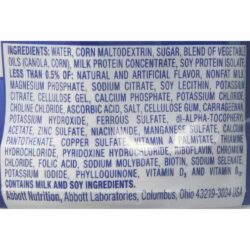 INGREDIENTS: WATER, CORN MALTODEXTRIN, SUGAR, BLEND OF VEGETABLE
OILS (CANOLA, CORN), MILK PROTEIN CONCENTRATE, SOY PROTEIN ISOLATE,
LESS THAN 0.5% OF: NATURAL AND ARTIFICIAL FLAVOR, NONFAT MILK,
MAGNESIUM PHOSPHATE, SODIUM CITRATE, SOY LECITHIN, POTASSIUM
CITRATE, CELLULOSE GEL, CALCIUM PHOSPHATE, POTASSIUM CHLORIDE,
CHOLINE CHLORIDE, ASCORBIC ACID, CALCIUM CARBONATE,
SALT, CELLULOSE GUM, CARRAGEENAN,
POTASSIUM HYDROXIDE, FERROUS SULFATE, dl-ALPHA-TOCOPHERYL
ACETATE, ZINC SULFATE, NIACINAMIDE, MANGANESE SULFATE, CALCIUM
PANTOTHENATE, COPPER SULFATE, VITAMIN A PALMITATE, THIAMINE
CHLORIDE HYDROCHLORIDE, PYRIDOXINE HYDROCHLORIDE, RIBOFLAVIN, CHROMIUM
CHLORIDE, FOLIC ACID, SODIUM MOLYBDATE, BIOTIN, SODIUM SELENATE,
POTASSIUM IODIDE, PHYLLOQUINONE, VITAMIN D3 AND VITAMIN B12.
CONTAINS MILK AND SOY INGREDIENTS.
Abbott Nutrition, Abbott Laboratories, Columbus, Ohio 43219-3034 USA